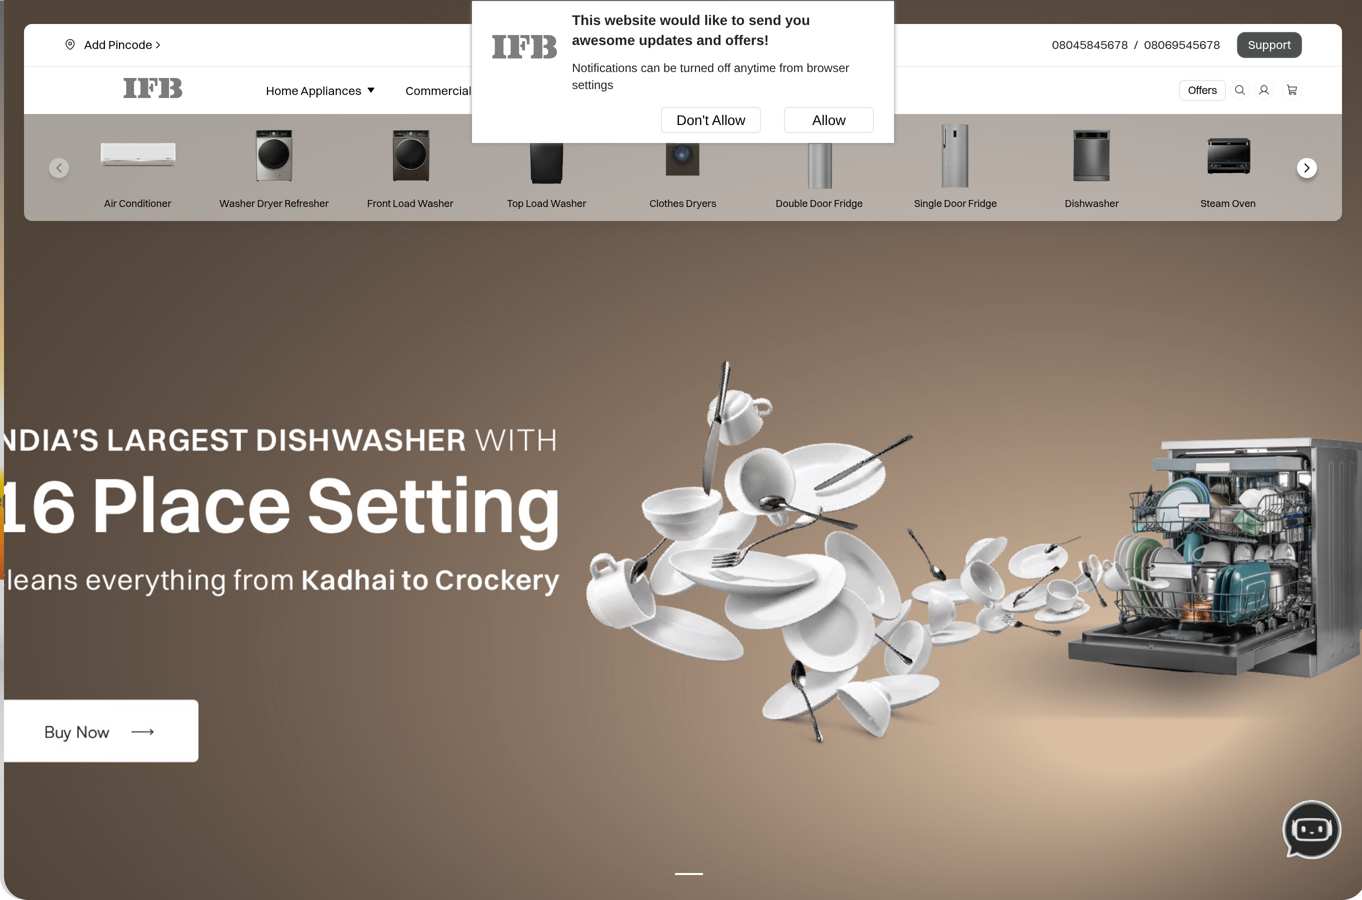 This website would like to send you
awesome updates and offers!
IFB
Notifications can be turned off anytime from browser
settings
Don't Allow
Allow
Add Pincode
08045845678 / 08069545678
Support
IFB
Home Appliances
Commercial
Offers
Air Conditioner
Washer Dryer Refresher
Front Load Washer
Top Load Washer
Clothes Dryers
Double Door Fridge
Single Door Fridge
Dishwasher
Steam Oven
NDIA'S LARGEST DISHWASHER WITH
16 Place Setting
leans everything from Kadhai to Crockery
Buy Now